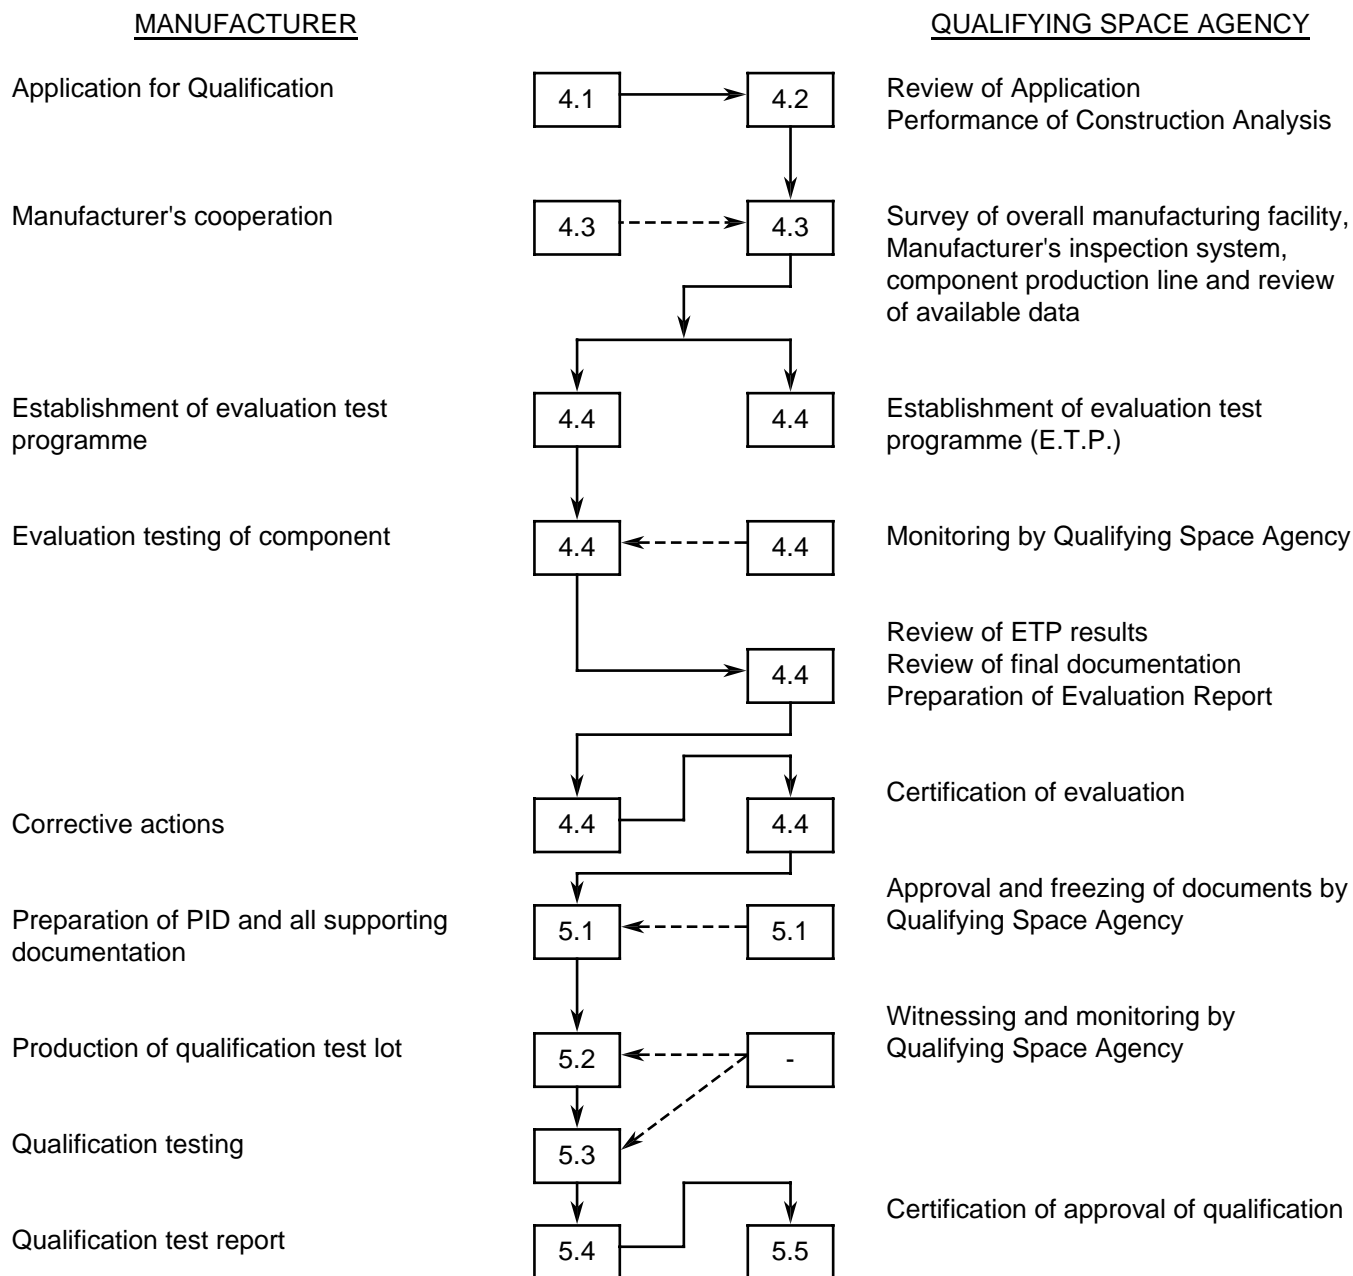 MANUFACTURER
QUALIFYING SPACE AGENCY
Application for Qualification
4.1
4.2
Review of Application
Performance of Construction Analysis
Manufacturer's cooperation
4.3
4.3
Survey of overall manufacturing facility,
Manufacturer's inspection system,
component production line and review
of available data
Establishment of evaluation test
programme
4.4
4.4
Establishment of evaluation test
programme (E.T.P.)
Evaluation testing of component
4.4
4.4
Monitoring by Qualifying Space Agency
4.4
Review of ETP results
Review of final documentation
Preparation of Evaluation Report
Corrective actions
4.4
4.4
Certification of evaluation
Preparation of PID and all supporting
documentation
5.1
5.1
Approval and freezing of documents by
Qualifying Space Agency
Production of qualification test lot
5.2
-
Witnessing and monitoring by
Qualifying Space Agency
Qualification testing
5.3
Qualification test report
5.4
5.5
Certification of approval of qualification